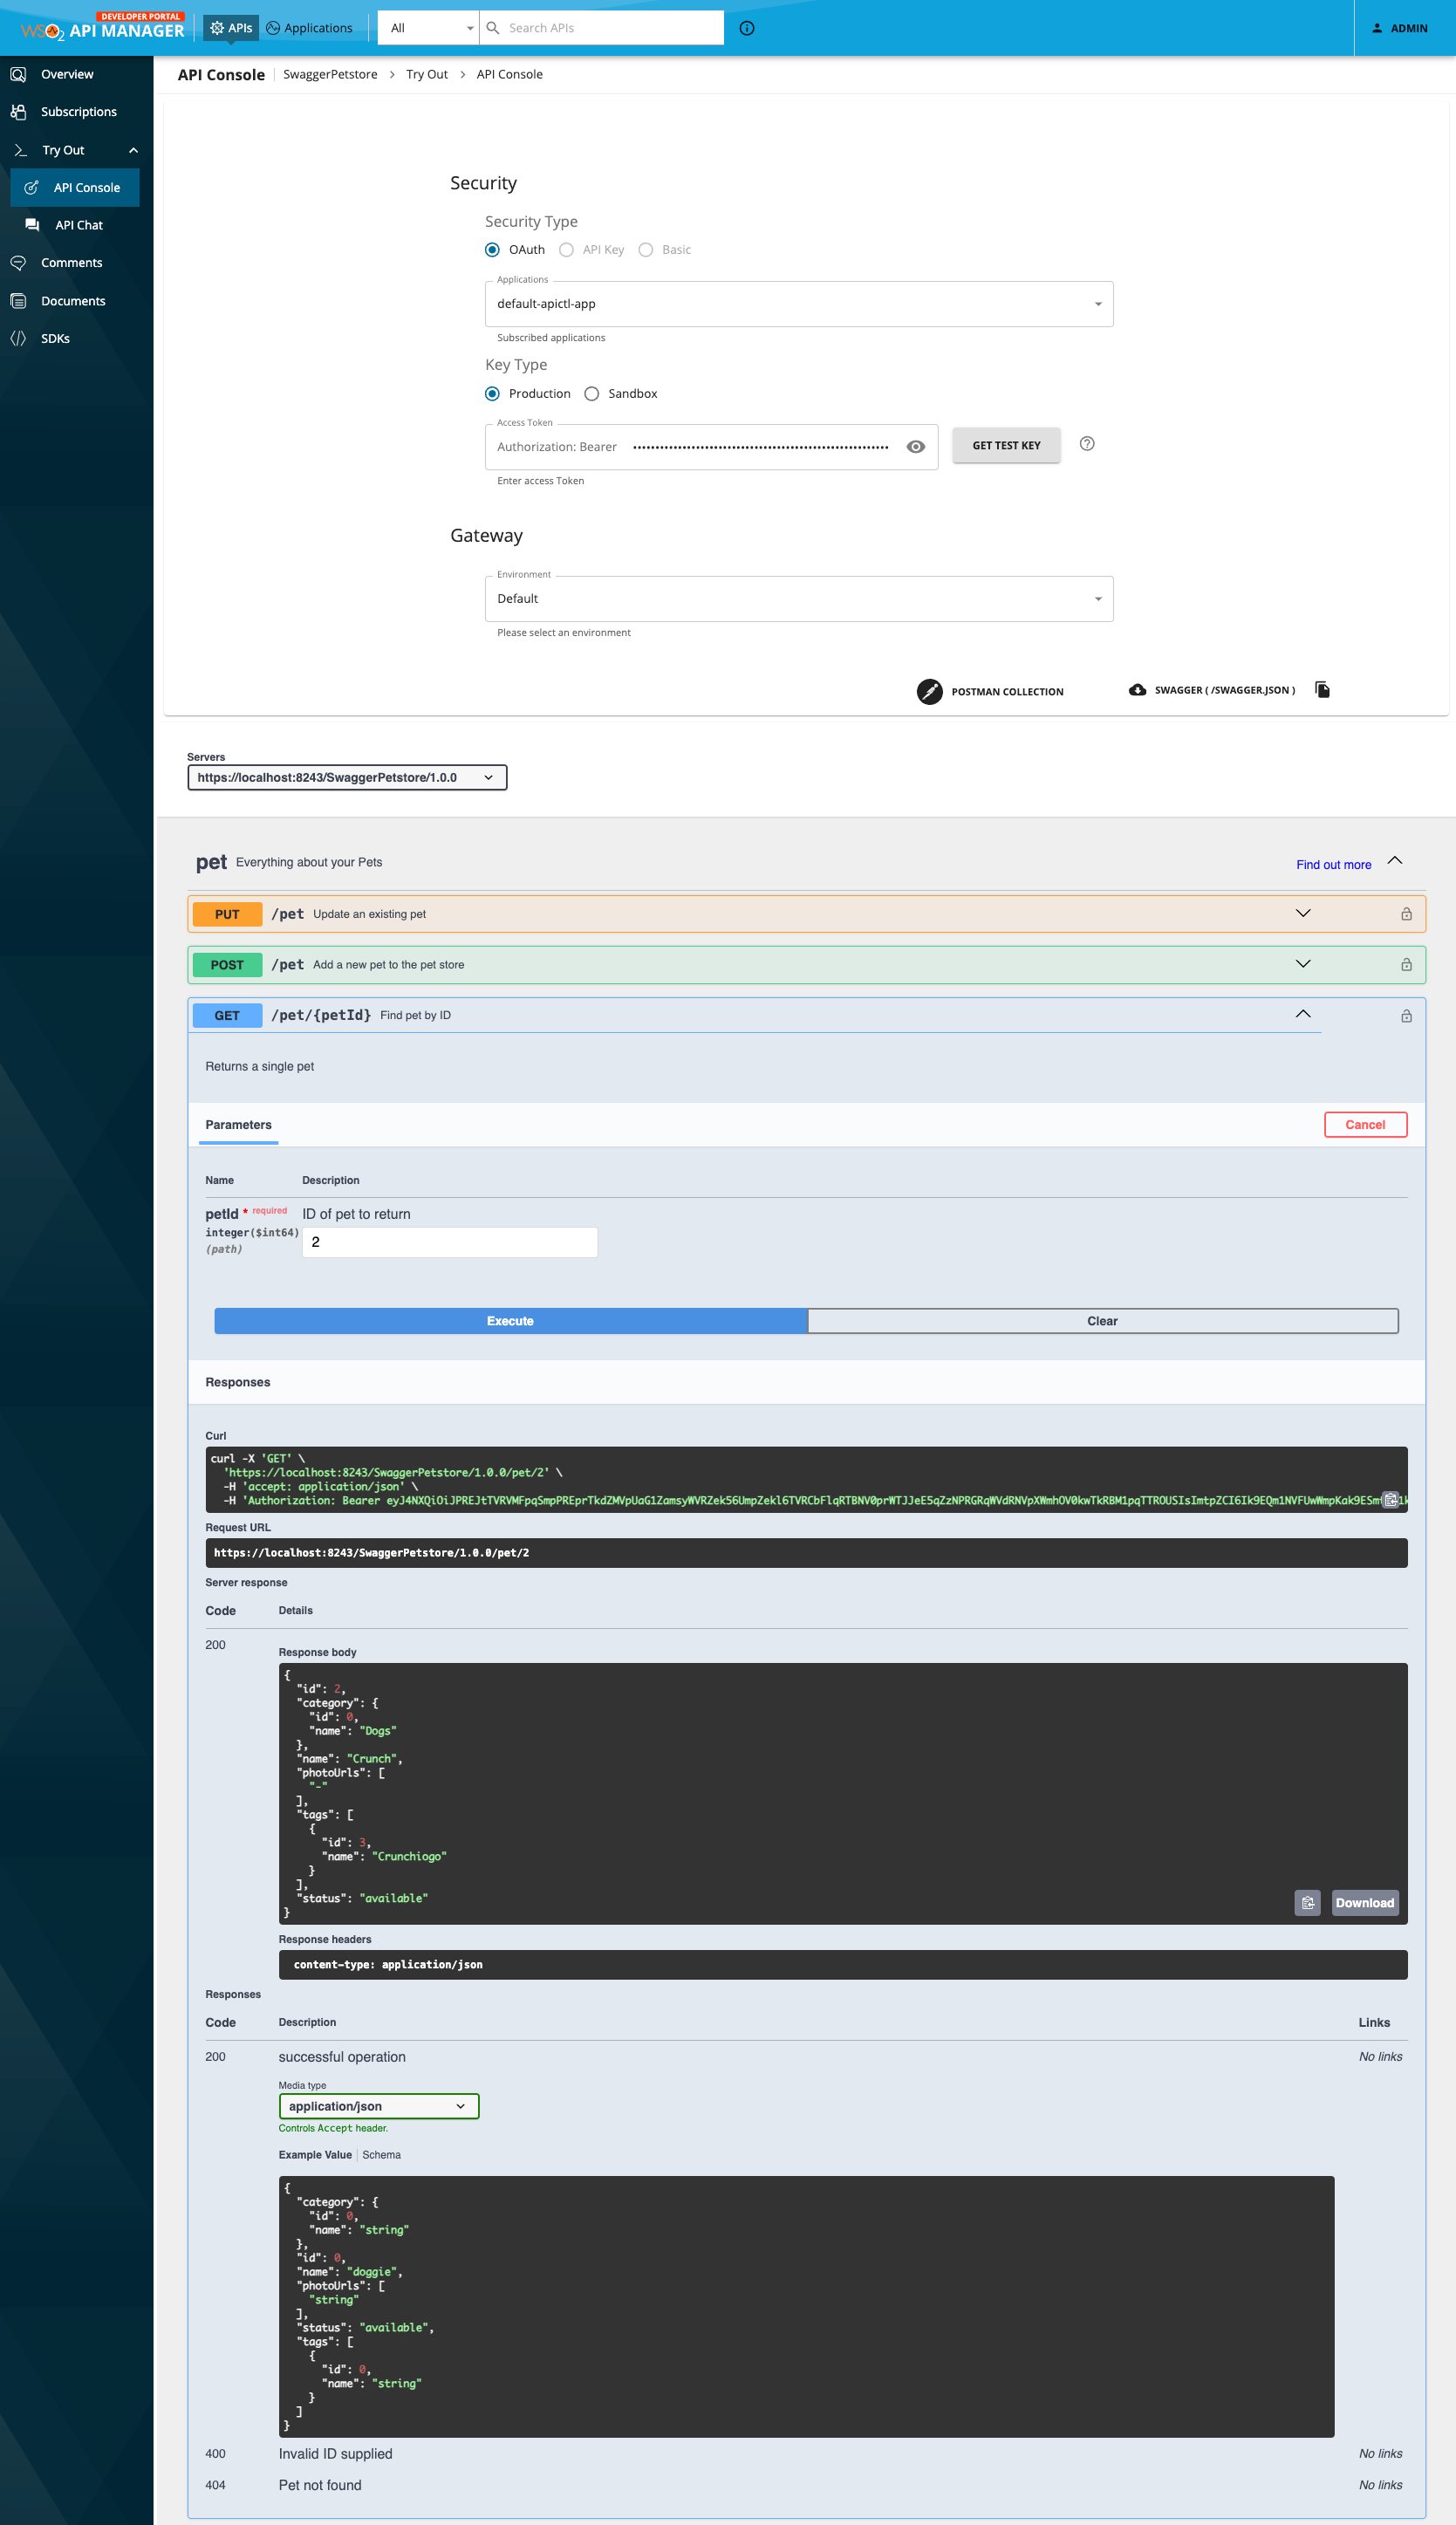 DEVELOPER PORTAL
WSO2 API MANAGER
APIs
Applications
All
Search APIs
ADMIN
Overview
Subscriptions
Try Out
API Console
API Chat
Comments
Documents
SDKs
API Console
SwaggerPetstore > Try Out > API Console
Security
Security Type
OAuth API Key Basic
Applications
default-apictl-app
Subscribed applications
Key Type
Production Sandbox
Access Token
Authorization: Bearer
GET TEST KEY
Enter access Token
Gateway
Environment
Default
Please select an environment
POSTMAN COLLECTION
SWAGGER ( /SWAGGER.JSON )
Servers
https://localhost:8243/SwaggerPetstore/1.0.0
pet Everything about your Pets
Find out more
PUT /pet Update an existing pet
POST /pet Add a new pet to the pet store
GET /pet/{petId} Find pet by ID
Returns a single pet
Parameters
Cancel
Name Description
petId * required
integer($int64)
(path)
ID of pet to return
2
Execute
Clear
Responses
Curl
curl -X 'GET' \
'https://localhost:8243/SwaggerPetstore/1.0.0/pet/2' \
-H 'accept: application/json' \
-H 'Authorization: Bearer
Request URL
https://localhost:8243/SwaggerPetstore/1.0.0/pet/2
Server response
Code Details
200
Response body
{
"id": 2,
"category": {
"id": 0,
"name": "Dogs"
},
"name": "Crunch",
"photoUrls": [
"-"
],
"tags": [
{
"id": 3,
"name": "Crunchiogo"
}
],
"status": "available"
}
Download
Response headers
content-type: application/json
Responses
Code Description Links
200 successful operation No links
Media type
application/json
Controls Accept header.
Example Value Schema
{
"category": {
"id": 0,
"name": "string"
},
"id": 0,
"name": "doggie",
"photoUrls": [
"string"
],
"status": "available",
"tags": [
{
"id": 0,
"name": "string"
}
]
}
400 Invalid ID supplied No links
404 Pet not found No links